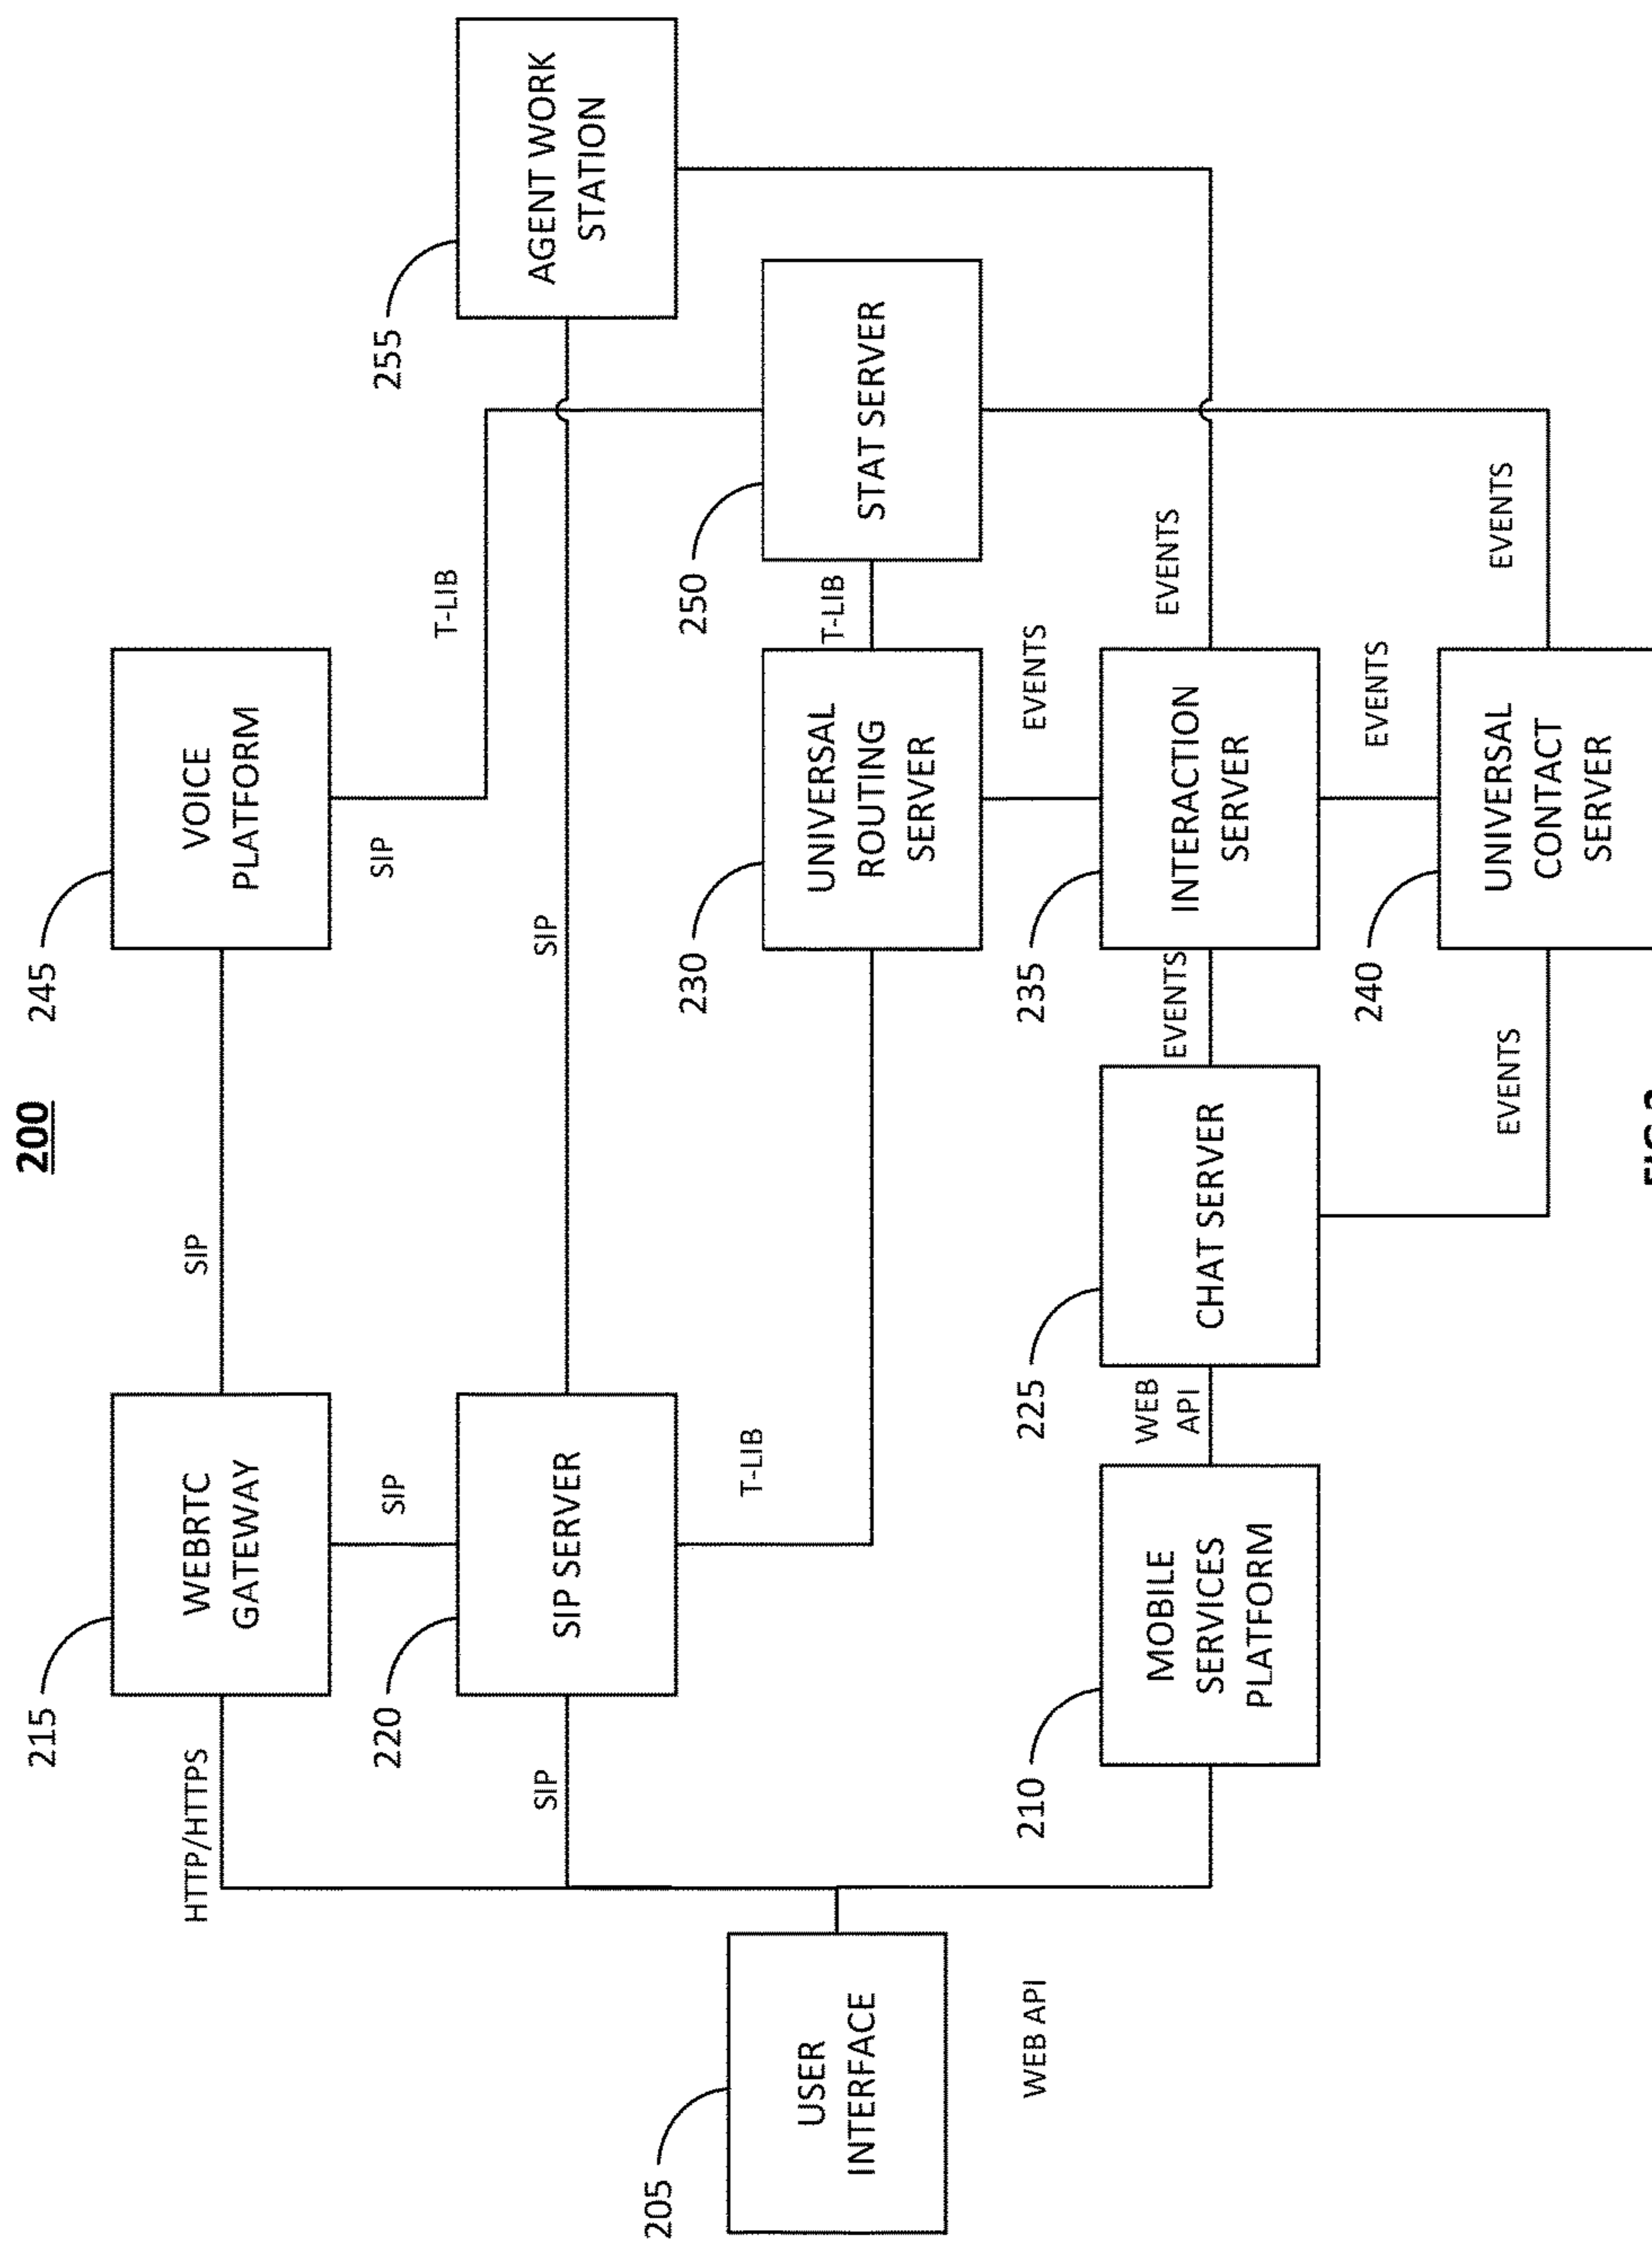 200
215
WEBRTC
GATEWAY
245
VOICE
PLATFORM
HTTP/HTTPS
SIP
SIP
SIP
T-LIB
220
SIP SERVER
SIP
SIP
255
AGENT WORK
STATION
205
USER
INTERFACE
T-LIB
230
UNIVERSAL
ROUTING
SERVER
T-LIB
250
STAT SERVER
WEB API
EVENTS
210
MOBILE
SERVICES
PLATFORM
WEB
API
225
CHAT SERVER
EVENTS
235
INTERACTION
SERVER
EVENTS
EVENTS
EVENTS
240
UNIVERSAL
CONTACT
SERVER
EVENTS